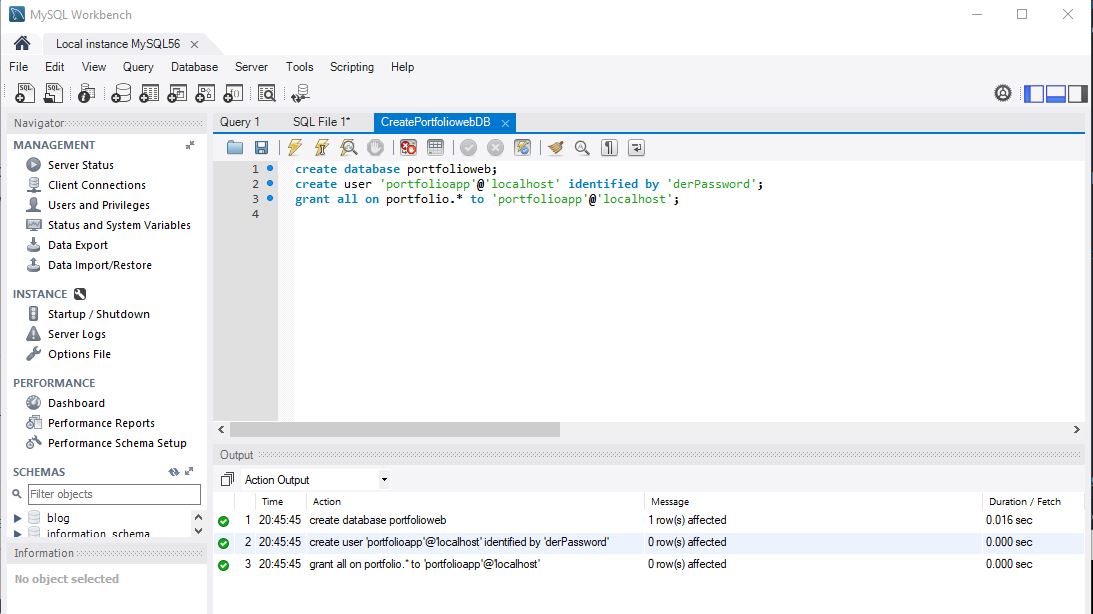 MySQL Workbench
Local instance MySQL56
File Edit View Query Database Server Tools Scripting Help
Navigator
MANAGEMENT
Server Status
Client Connections
Users and Privileges
Status and System Variables
Data Export
Data Import/Restore
INSTANCE
Startup / Shutdown
Server Logs
Options File
PERFORMANCE
Dashboard
Performance Reports
Performance Schema Setup
SCHEMAS
Filter objects
blog
information_schema
Information
No object selected
Query 1 SQL File 1* CreatePortfoliowebDB
1 create database portfolioweb;
2 create user 'portfolioapp'@'localhost' identified by 'derPassword';
3 grant all on portfolio.* to 'portfolioapp'@'localhost';
4
Output
Action Output
Time Action Message Duration / Fetch
1 20:45:45 create database portfolioweb 1 row(s) affected 0.016 sec
2 20:45:45 create user 'portfolioapp'@'localhost' identified by 'derPassword' 0 row(s) affected 0.000 sec
3 20:45:45 grant all on portfolio.* to 'portfolioapp'@'localhost' 0 row(s) affected 0.000 sec